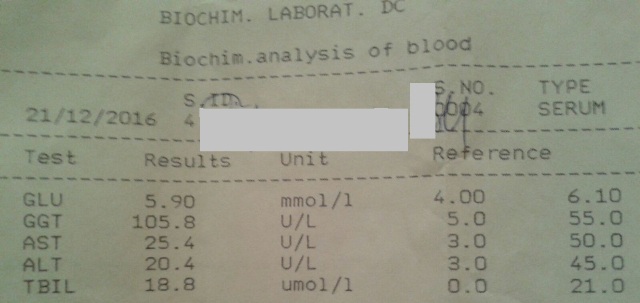 BIOCHIM. LABORAT. DC
Biochim.analysis of blood
S.ID. S.NO. TYPE
21/12/2016 4 0004 SERUM
Test Results Unit Reference
GLU 5.90 mmol/l 4.00 6.10
GGT 105.8 U/L 5.0 55.0
AST 25.4 U/L 3.0 50.0
ALT 20.4 U/L 3.0 45.0
TBIL 18.8 umol/l 0.0 21.0